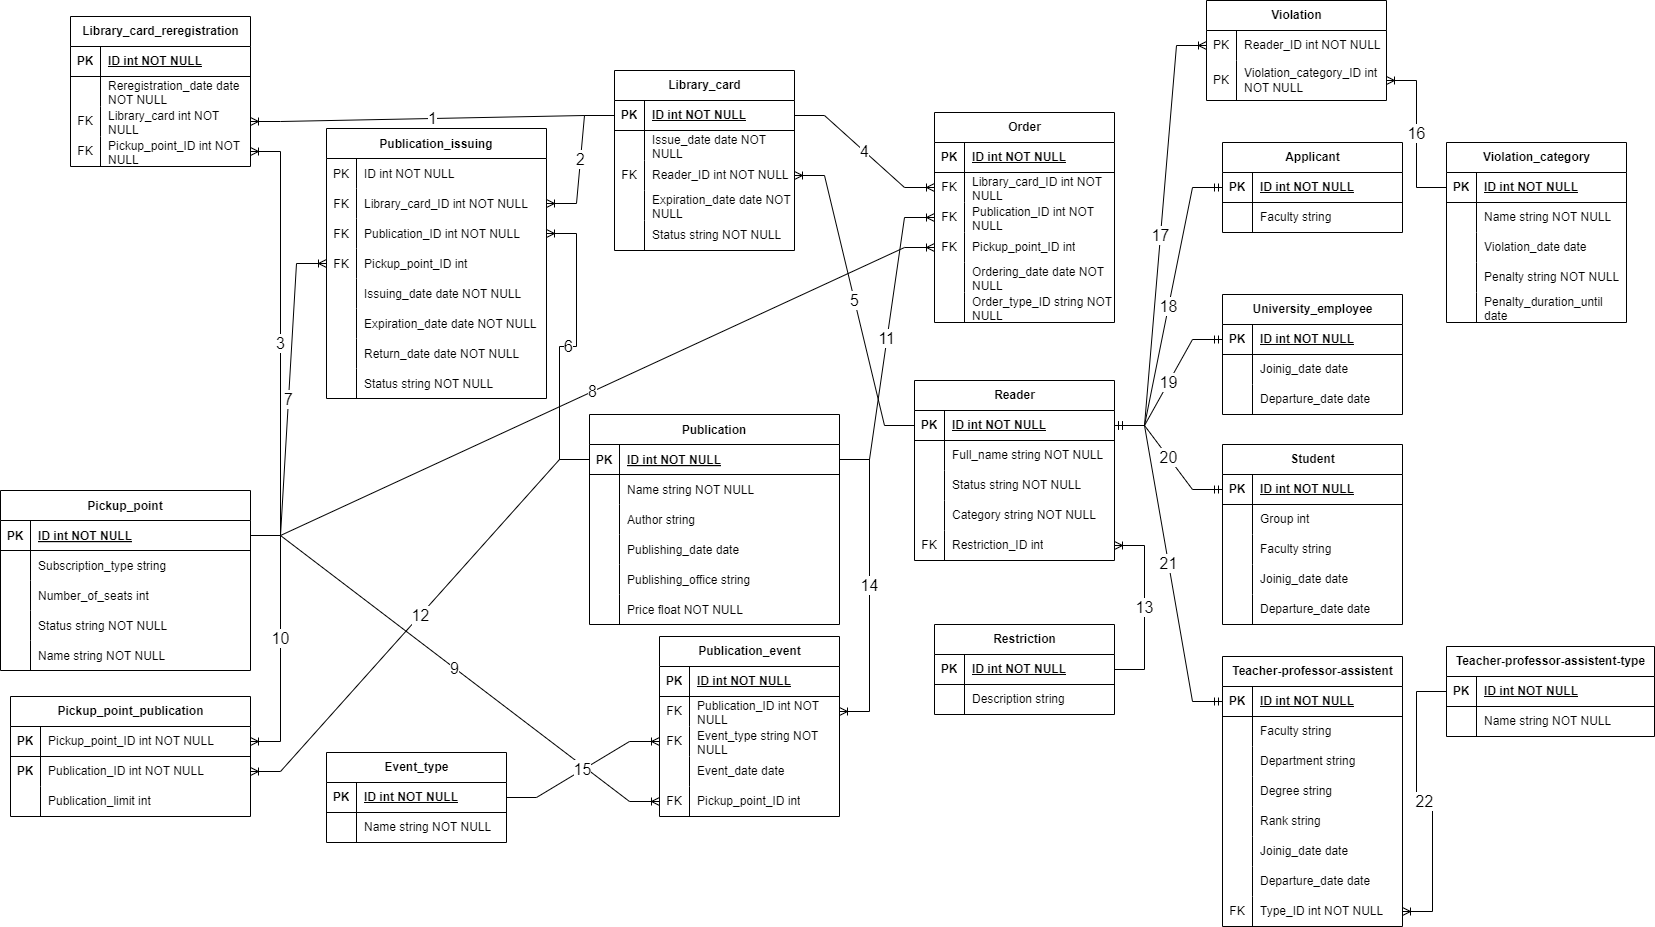 Library_card_reregistration
PK ID int NOT NULL
Reregistration_date date
NOT NULL
FK Library_card int NOT
NULL
FK Pickup_point_ID int NOT
NULL
Publication_issuing
PK ID int NOT NULL
FK Library_card_ID int NOT NULL
FK Publication_ID int NOT NULL
FK Pickup_point_ID int
Issuing_date date NOT NULL
Expiration_date date NOT NULL
Return_date date NOT NULL
Status string NOT NULL
Library_card
PK ID int NOT NULL
Issue_date date NOT
NULL
FK Reader_ID int NOT NULL
Expiration_date date NOT
NULL
Status string NOT NULL
Order
PK ID int NOT NULL
FK Library_card_ID int NOT
NULL
FK Publication_ID int NOT
NULL
FK Pickup_point_ID int
Ordering_date date NOT
NULL
Order_type_ID string NOT
NULL
Violation
PK Reader_ID int NOT NULL
PK Violation_category_ID int
NOT NULL
Applicant
PK ID int NOT NULL
Faculty string
Violation_category
PK ID int NOT NULL
Name string NOT NULL
Violation_date date
Penalty string NOT NULL
Penalty_duration_until
date
University_employee
PK ID int NOT NULL
Joinig_date date
Departure_date date
Reader
PK ID int NOT NULL
Full_name string NOT NULL
Status string NOT NULL
Category string NOT NULL
FK Restriction_ID int
Publication
PK ID int NOT NULL
Name string NOT NULL
Author string
Publishing_date date
Publishing_office string
Price float NOT NULL
Student
PK ID int NOT NULL
Group int
Faculty string
Joinig_date date
Departure_date date
Pickup_point
PK ID int NOT NULL
Subscription_type string
Number_of_seats int
Status string NOT NULL
Name string NOT NULL
Restriction
PK ID int NOT NULL
Description string
Publication_event
PK ID int NOT NULL
FK Publication_ID int NOT
NULL
FK Event_type string NOT
NULL
Event_date date
FK Pickup_point_ID int
Teacher-professor-assistent
PK ID int NOT NULL
Faculty string
Department string
Degree string
Rank string
Joinig_date date
Departure_date date
FK Type_ID int NOT NULL
Teacher-professor-assistent-type
PK ID int NOT NULL
Name string NOT NULL
Pickup_point_publication
PK Pickup_point_ID int NOT NULL
PK Publication_ID int NOT NULL
Publication_limit int
Event_type
PK ID int NOT NULL
Name string NOT NULL
1
2
3
4
5
6
7
8
9
10
11
12
13
14
15
16
17
18
19
20
21
22